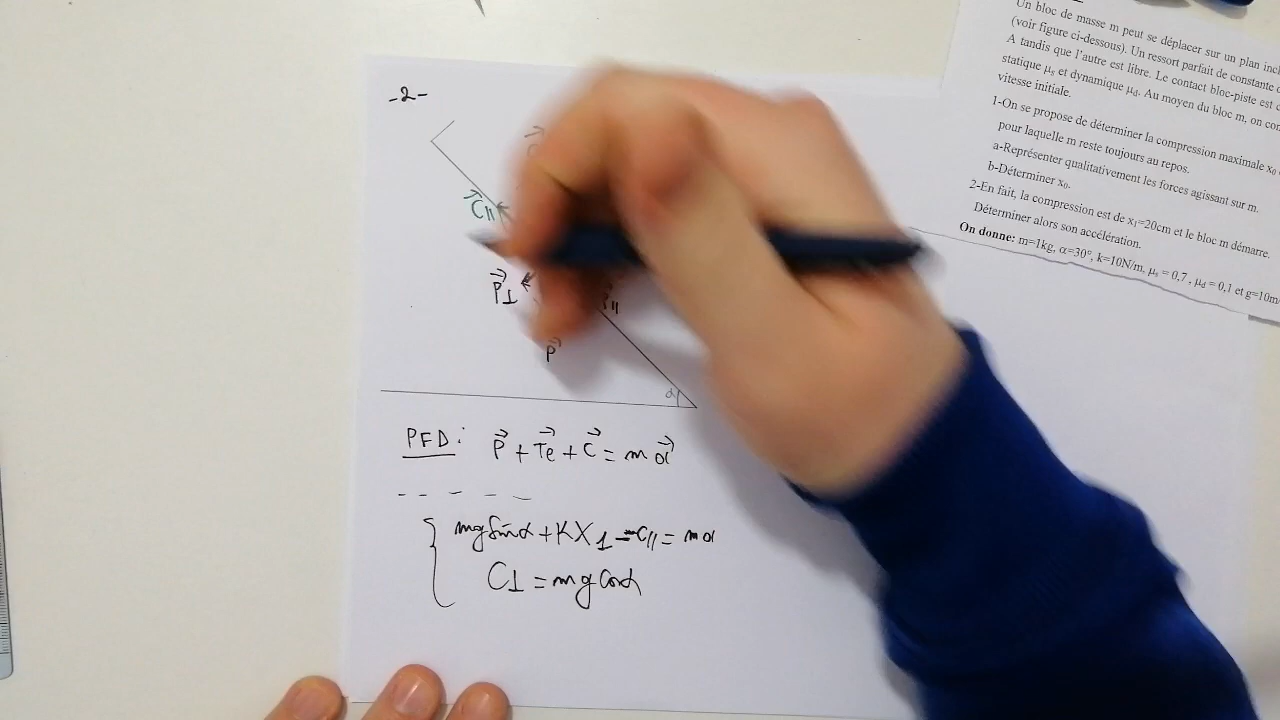 -2-
C⃗
C⃗||
P⃗⊥
P⃗||
P⃗
α
PFD: P⃗ + Te⃗ + C⃗ = m a⃗
{ mg sinα + KX1 - C|| = ma
C⊥ = mg cosα
Un bloc de masse m peut se déplacer sur un plan
(voir figure ci-dessous). Un ressort parfait de constante
A tandis que l'autre est libre. Le contact bloc-piste est
statique μs et dynamique μd. Au moyen du bloc m, on
vitesse initiale.
1-On se propose de déterminer la compression maximale x0
pour laquelle m reste toujours au repos.
a-Représenter qualitativement les forces agissant sur m.
b-Déterminer x0.
2-En fait, la compression est de x1=20cm et le bloc m démarre.
Déterminer alors son accélération.
On donne: m=1kg, α=30°, k=10N/m, μs = 0,7 , μd = 0,1 et g=10m/